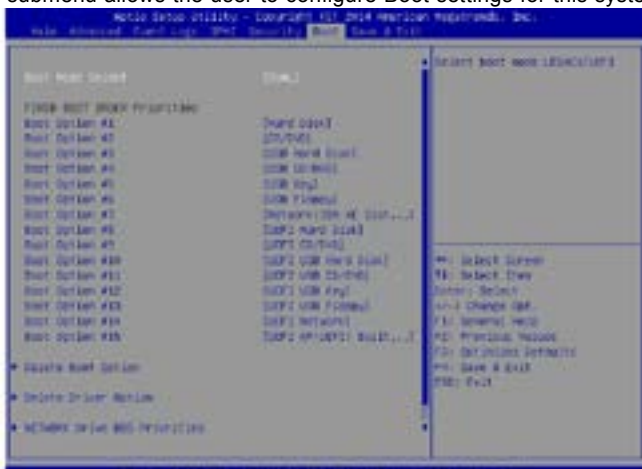 submenu allows the user to configure Boot settings for this syste
Aptio Setup Utility - Copyright (C) 2014 American Megatrends, Inc.
Main Advanced Event Logs IPMI Security Boot Save & Exit
Boot Mode Select [DUAL]
Select boot mode LEGACY/UEFI
FIXED BOOT ORDER Priorities
Boot Option #1 [Hard Disk]
Boot Option #2 [CD/DVD]
Boot Option #3 [USB Hard Disk]
Boot Option #4 [USB CD/DVD]
Boot Option #5 [USB Key]
Boot Option #6 [USB Floppy]
Boot Option #7 [Network:IBA XE Slot...]
Boot Option #8 [UEFI Hard Disk]
Boot Option #9 [UEFI CD/DVD]
Boot Option #10 [UEFI USB Hard Disk]
Boot Option #11 [UEFI USB CD/DVD]
Boot Option #12 [UEFI USB Key]
Boot Option #13 [UEFI USB Floppy]
Boot Option #14 [UEFI Network]
Boot Option #15 [UEFI AP:UEFI: Built...]
Delete Boot Option
Delete Driver Option
NETWORK Drive BBS Priorities
: Select Screen
: Select Item
Enter: Select
+/-: Change Opt.
F1: General Help
F2: Previous Values
F3: Optimized Defaults
F4: Save & Exit
ESC: Exit